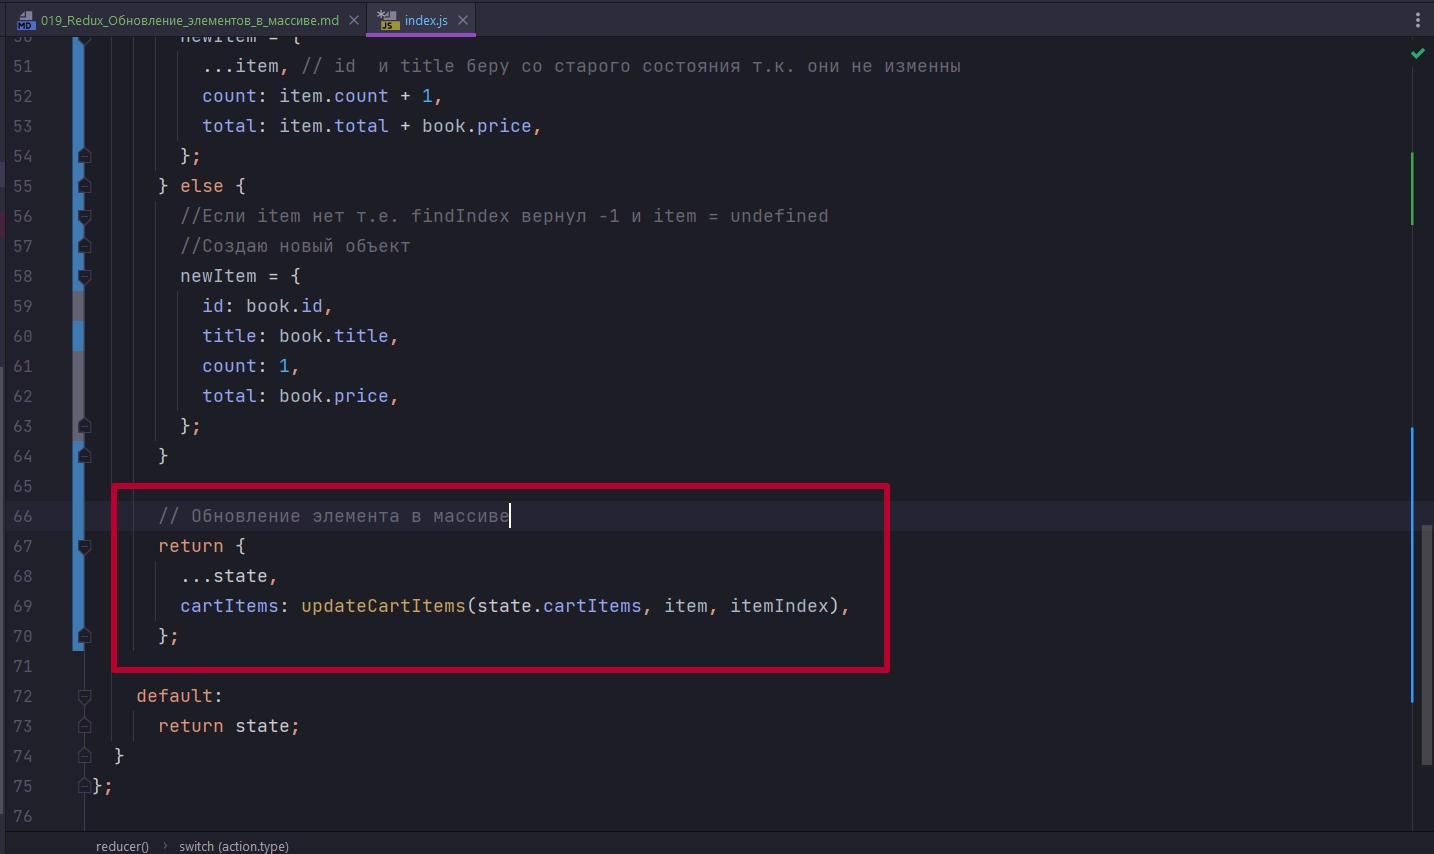 019_Redux_Обновление_элементов_в_массиве.md index.js
50 newItem = {
51 ...item, // id  и title беру со старого состояния т.к. они не изменны
52 count: item.count + 1,
53 total: item.total + book.price,
54 };
55 } else {
56 //Если item нет т.е. findIndex вернул -1 и item = undefined
57 //Создаю новый объект
58 newItem = {
59 id: book.id,
60 title: book.title,
61 count: 1,
62 total: book.price,
63 };
64 }
65
66 // Обновление элемента в массиве
67 return {
68 ...state,
69 cartItems: updateCartItems(state.cartItems, item, itemIndex),
70 };
71
72 default:
73 return state;
74 }
75 };
76
reducer() › switch (action.type)